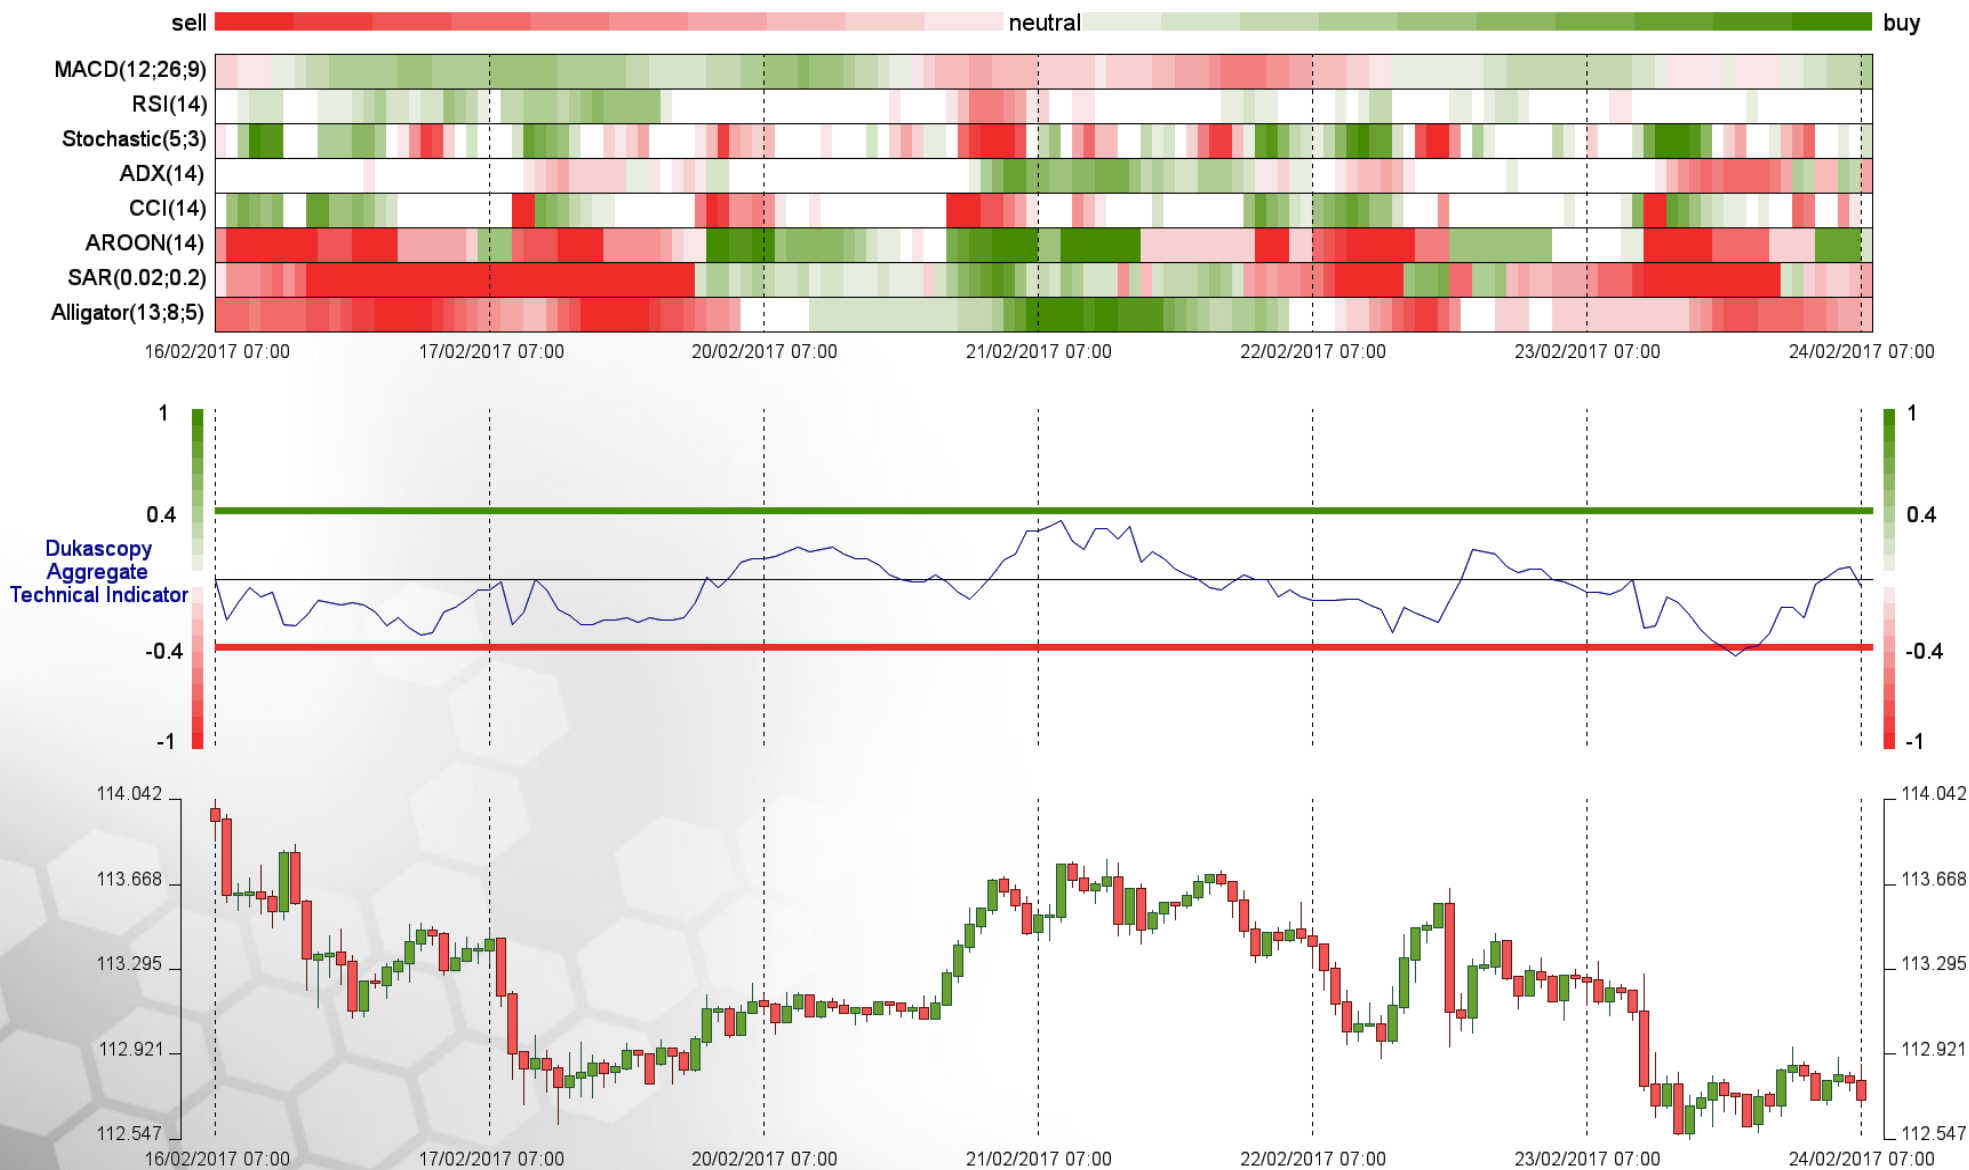 sell neutral buy
MACD(12;26;9)
RSI(14)
Stochastic(5;3)
ADX(14)
CCI(14)
AROON(14)
SAR(0.02;0.2)
Alligator(13;8;5)
16/02/2017 07:00 17/02/2017 07:00 20/02/2017 07:00 21/02/2017 07:00 22/02/2017 07:00 23/02/2017 07:00 24/02/2017 07:00
1 1
0.4 0.4
Dukascopy
Aggregate
Technical Indicator
-0.4 -0.4
-1 -1
114.042 114.042
113.668 113.668
113.295 113.295
112.921 112.921
112.547 112.547
16/02/2017 07:00 17/02/2017 07:00 20/02/2017 07:00 21/02/2017 07:00 22/02/2017 07:00 23/02/2017 07:00 24/02/2017 07:00